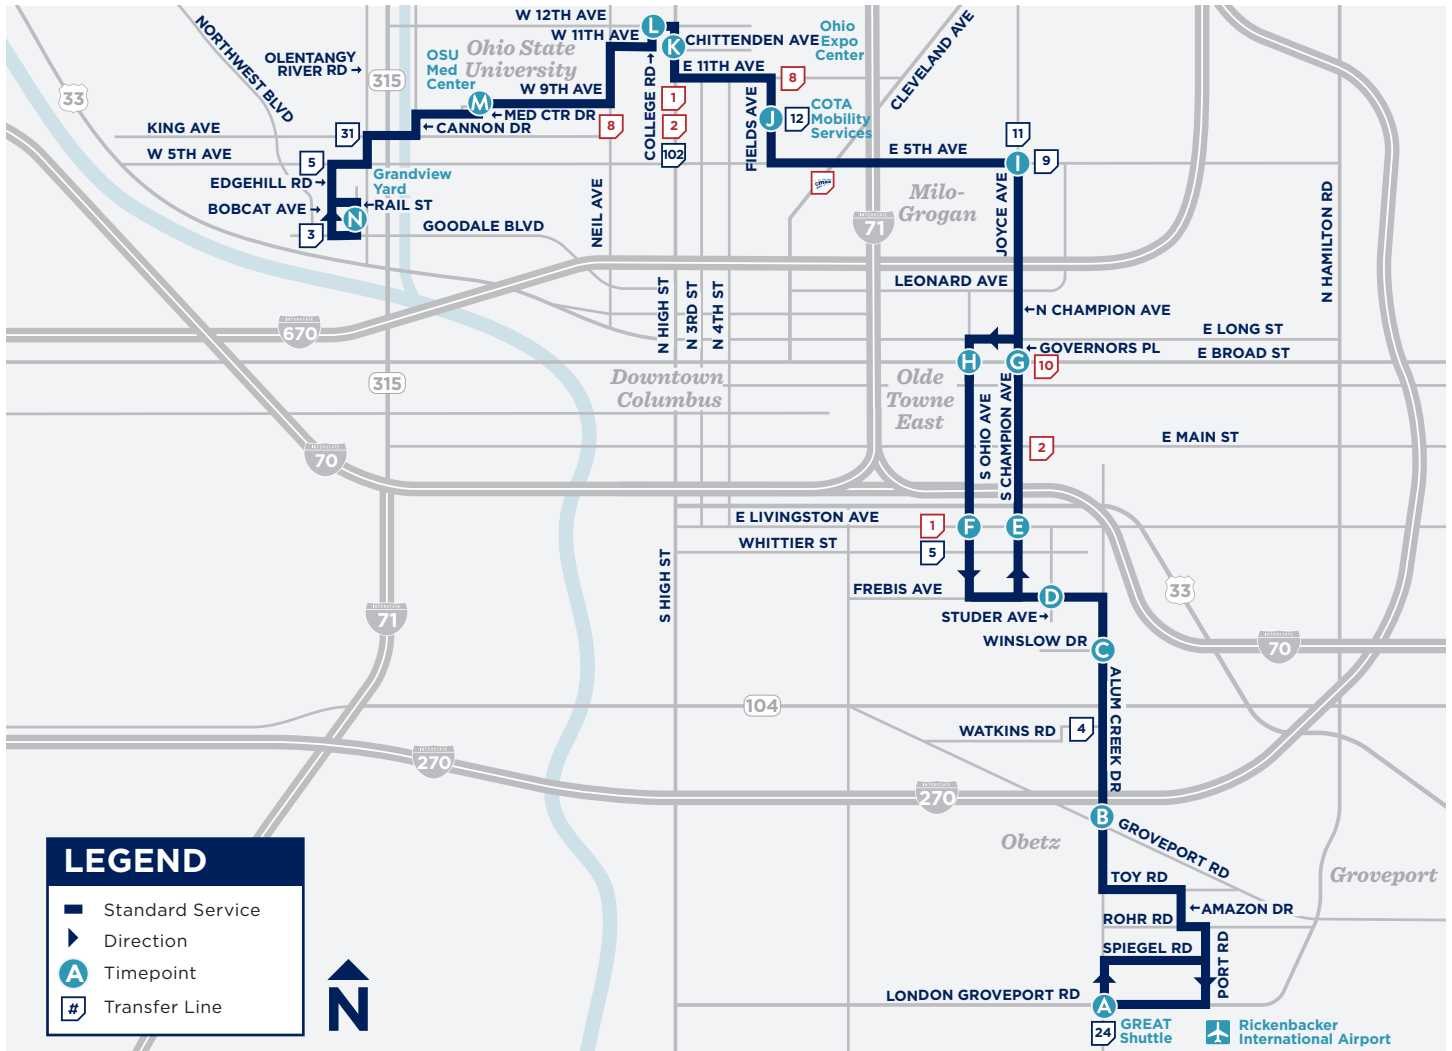 W 12TH AVE
L
W 11TH AVE
K
CHITTENDEN AVE
Ohio
Expo
Center
CLEVELAND AVE
NORTHWEST BLVD
OLENTANGY
RIVER RD
315
OSU
Med
Center
Ohio State
University
COLLEGE RD
E 11TH AVE
8
33
W 9TH AVE
1
M
MED CTR DR
CANNON DR
8
2
FIELDS AVE
J
12
COTA
Mobility
Services
KING AVE
31
11
W 5TH AVE
5
102
E 5TH AVE
I
9
EDGEHILL RD
Grandview
Yard
cmax
BOBCAT AVE
RAIL ST
N
3
GOODALE BLVD
NEIL AVE
Milo-
Grogan
JOYCE AVE
INTERSTATE
71
N HAMILTON RD
LEONARD AVE
N HIGH ST
N 3RD ST
N 4TH ST
N CHAMPION AVE
INTERSTATE
670
E LONG ST
GOVERNORS PL
E BROAD ST
H
G
10
315
Downtown
Columbus
Olde
Towne
East
S OHIO AVE
S CHAMPION AVE
E MAIN ST
2
INTERSTATE
70
E LIVINGSTON AVE
1
F
E
WHITTIER ST
5
S HIGH ST
FREBIS AVE
D
33
STUDER AVE
INTERSTATE
71
WINSLOW DR
C
INTERSTATE
70
ALUM CREEK DR
104
WATKINS RD
4
INTERSTATE
270
INTERSTATE
270
B
GROVEPORT RD
Obetz
Groveport
TOY RD
AMAZON DR
ROHR RD
SPIEGEL RD
PORT RD
LONDON GROVEPORT RD
A
24
GREAT
Shuttle
Rickenbacker
International Airport
LEGEND
Standard Service
Direction
A
Timepoint
#
Transfer Line
N